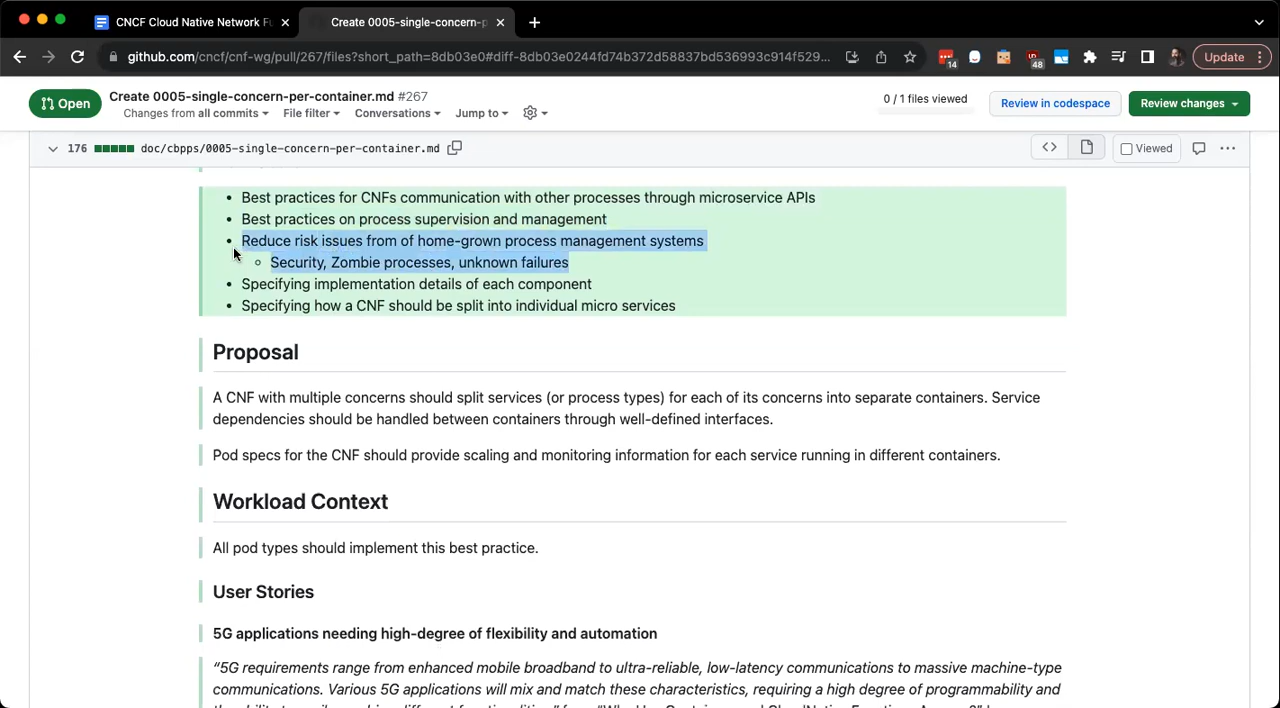 CNCF Cloud Native Network Fu
Create 0005-single-concern-p
github.com/cncf/cnf-wg/pull/267/files?short_path=8db03e0#diff-8db03e0244fd74b372d58837bd536993c914f529...
14
48
Update
Open
Create 0005-single-concern-per-container.md #267
Changes from all commits
File filter
Conversations
Jump to
0 / 1 files viewed
Review in codespace
Review changes
176
doc/cbpps/0005-single-concern-per-container.md
Viewed
Best practices for CNFs communication with other processes through microservice APIs
Best practices on process supervision and management
Reduce risk issues from of home-grown process management systems
Security, Zombie processes, unknown failures
Specifying implementation details of each component
Specifying how a CNF should be split into individual micro services
Proposal
A CNF with multiple concerns should split services (or process types) for each of its concerns into separate containers. Service
dependencies should be handled between containers through well-defined interfaces.
Pod specs for the CNF should provide scaling and monitoring information for each service running in different containers.
Workload Context
All pod types should implement this best practice.
User Stories
5G applications needing high-degree of flexibility and automation
“5G requirements range from enhanced mobile broadband to ultra-reliable, low-latency communications to massive machine-type
communications. Various 5G applications will mix and match these characteristics, requiring a high degree of programmability and